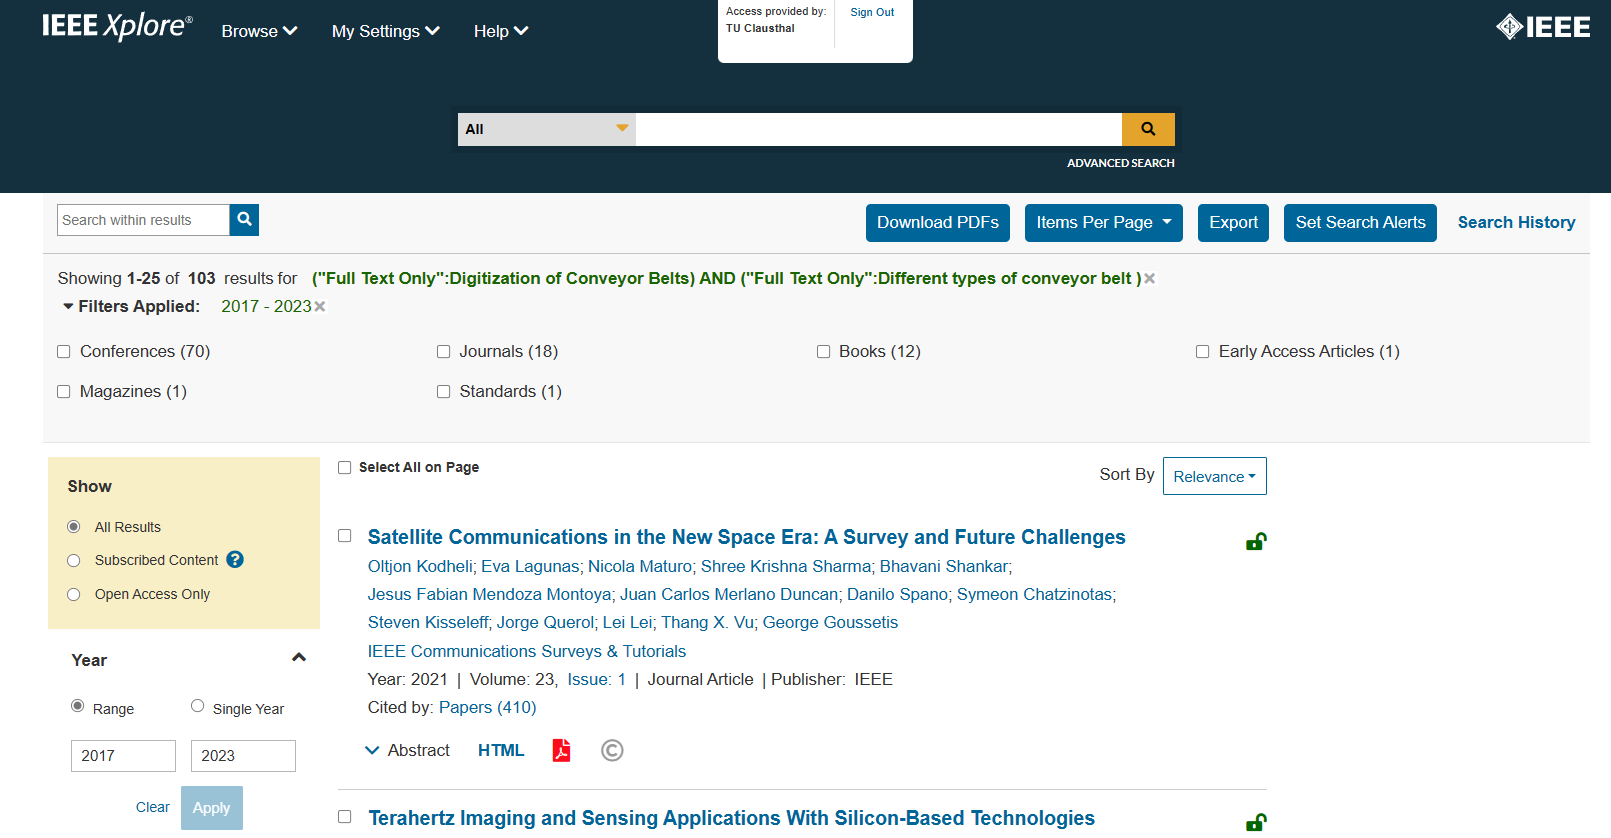 IEEE Xplore®
Browse
My Settings
Help
Access provided by:
TU Clausthal
Sign Out
IEEE
All
ADVANCED SEARCH
Search within results
Download PDFs
Items Per Page
Export
Set Search Alerts
Search History
Showing 1-25 of 103 results for ("Full Text Only":Digitization of Conveyor Belts) AND ("Full Text Only":Different types of conveyor belt )
Filters Applied: 2017 - 2023
Conferences (70)
Journals (18)
Books (12)
Early Access Articles (1)
Magazines (1)
Standards (1)
Show
All Results
Subscribed Content ?
Open Access Only
Year
Range
Single Year
2017
2023
Clear
Apply
Select All on Page
Sort By Relevance
Satellite Communications in the New Space Era: A Survey and Future Challenges
Oltjon Kodheli; Eva Lagunas; Nicola Maturo; Shree Krishna Sharma; Bhavani Shankar;
Jesus Fabian Mendoza Montoya; Juan Carlos Merlano Duncan; Danilo Spano; Symeon Chatzinotas;
Steven Kisseleff; Jorge Querol; Lei Lei; Thang X. Vu; George Goussetis
IEEE Communications Surveys & Tutorials
Year: 2021 | Volume: 23, Issue: 1 | Journal Article | Publisher: IEEE
Cited by: Papers (410)
Abstract
HTML
©
Terahertz Imaging and Sensing Applications With Silicon-Based Technologies